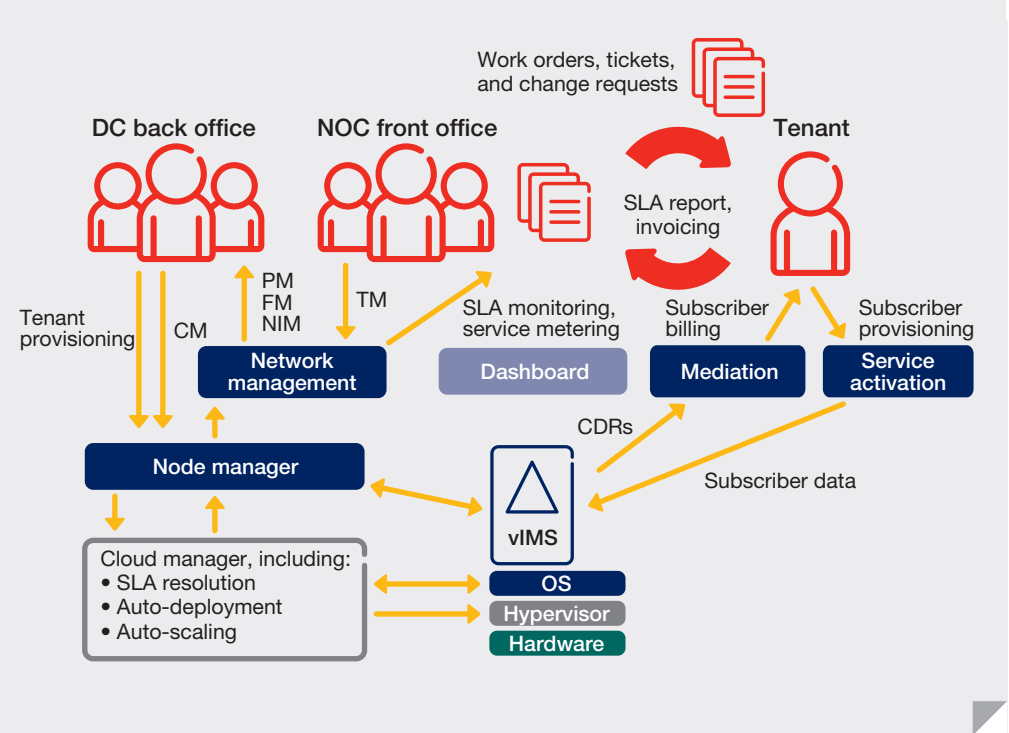 Work orders, tickets,
and change requests
DC back office
NOC front office
Tenant
SLA report,
invoicing
Tenant
provisioning
CM
PM
FM
NIM
TM
SLA monitoring,
service metering
Subscriber
billing
Subscriber
provisioning
Network
management
Dashboard
Mediation
Service
activation
CDRs
Node manager
Subscriber data
vIMS
Cloud manager, including:
• SLA resolution
• Auto-deployment
• Auto-scaling
OS
Hypervisor
Hardware